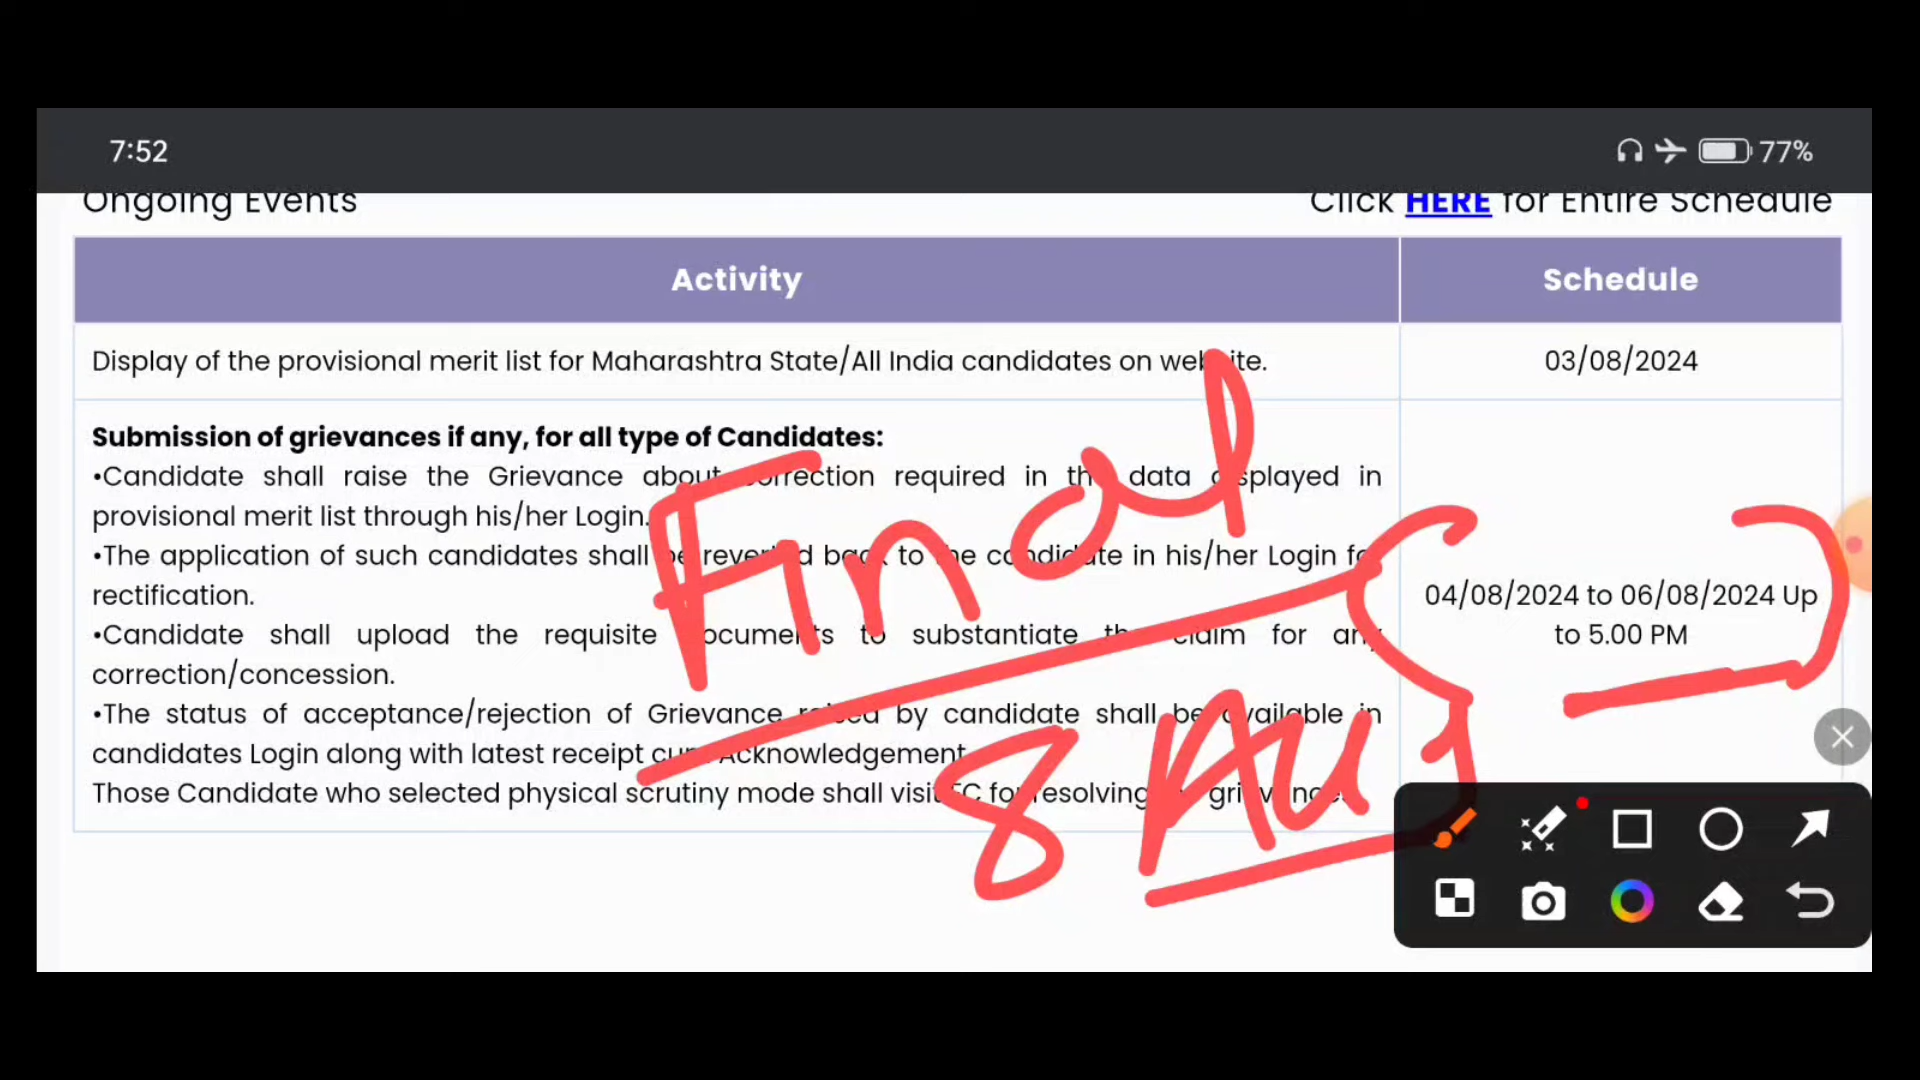 7:52
77%
Ongoing Events
Click HERE for Entire Schedule
Activity
Schedule
Display of the provisional merit list for Maharashtra State/All India candidates on website.
03/08/2024
Submission of grievances if any, for all type of Candidates:
•Candidate shall raise the Grievance about correction required in the data displayed in
provisional merit list through his/her Login.
•The application of such candidates shall be reverted back to the candidate in his/her Login for
rectification.
•Candidate shall upload the requisite documents to substantiate the claim for any
correction/concession.
•The status of acceptance/rejection of Grievance raised by candidate shall be available in
candidates Login along with latest receipt cum Acknowledgement
Those Candidate who selected physical scrutiny mode shall visit FC for resolving grievance
04/08/2024 to 06/08/2024 Up
to 5.00 PM
Final
8 Au